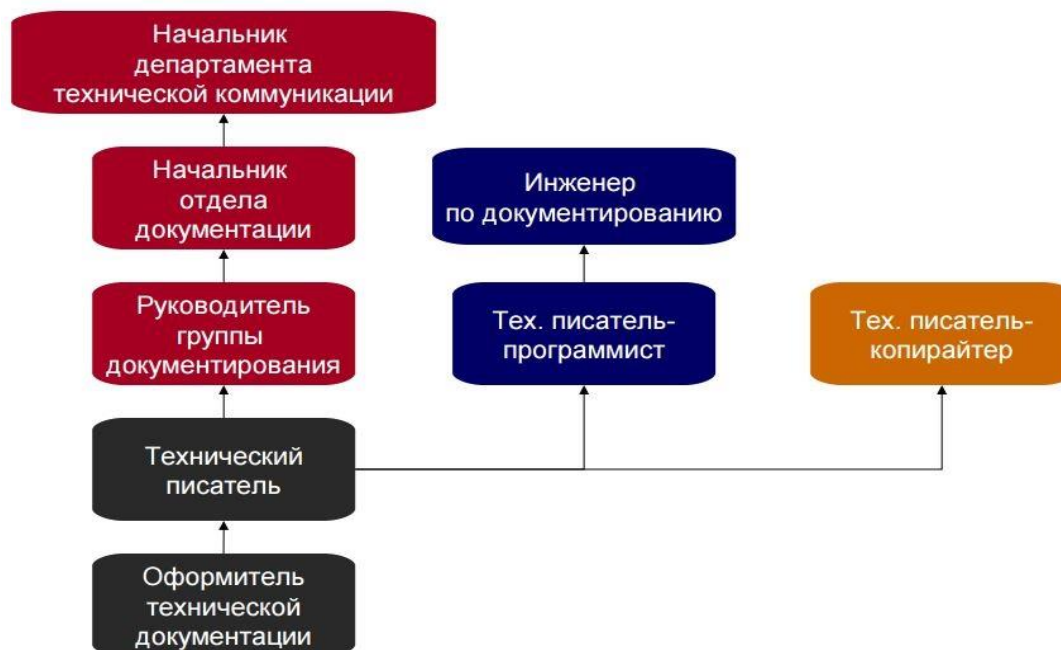 Начальник
департамента
технической коммуникации
Начальник
отдела
документации
Инженер
по документированию
Руководитель
группы
документирования
Тех. писатель-
программист
Тех. писатель-
копирайтер
Технический
писатель
Оформитель
технической
документации